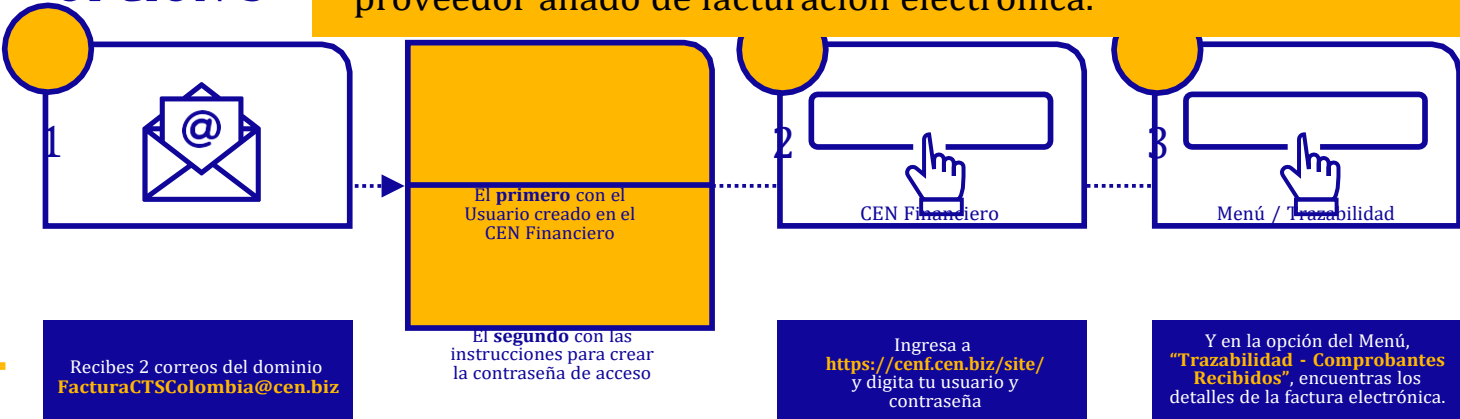 proveedor aliado de facturación electrónica.
1
El primero con el
Usuario creado en el
CEN Financiero
El segundo con las
instrucciones para crear
la contraseña de acceso
2
CEN Financiero
3
Menú / Trazabilidad
Recibes 2 correos del dominio
FacturaCTSColombia@cen.biz
Ingresa a
https://cenf.cen.biz/site/
y digita tu usuario y
contraseña
Y en la opción del Menú,
“Trazabilidad - Comprobantes
Recibidos”, encuentras los
detalles de la factura electrónica.